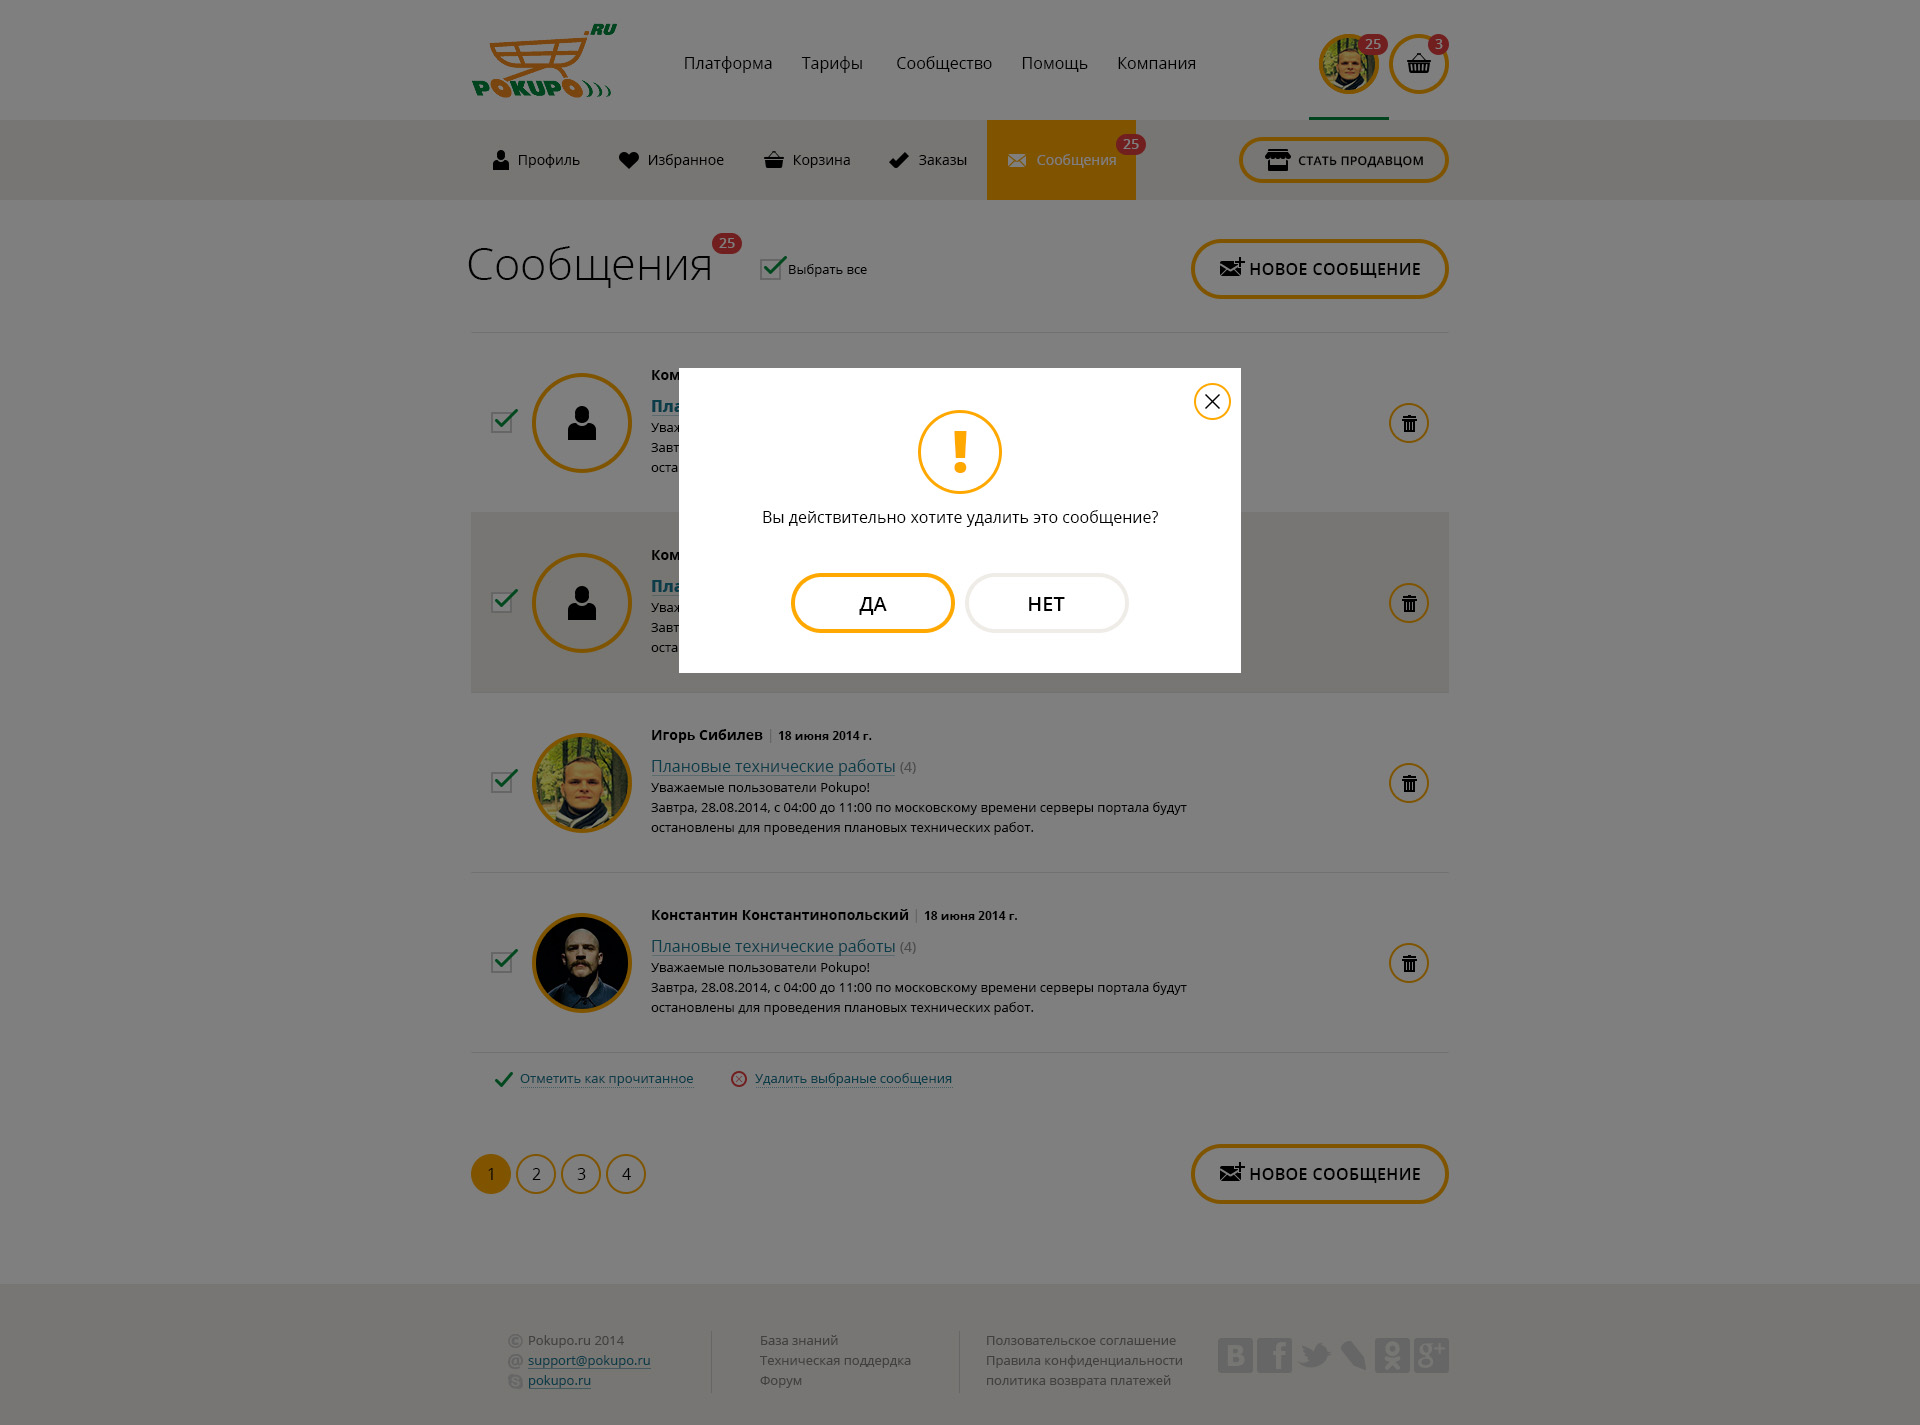 .RU
POKUPO
Платформа Тарифы Сообщество Помощь Компания
25 3
Профиль Избранное Корзина Заказы Сообщения 25 СТАТЬ ПРОДАВЦОМ
Сообщения 25 Выбрать все НОВОЕ СООБЩЕНИЕ
Ком
Пла
Уваж
Завт
оста
!
Вы действительно хотите удалить это сообщение?
ДА НЕТ
Ком
Пла
Уваж
Завт
оста
Игорь Сибилев | 18 июня 2014 г.
Плановые технические работы (4)
Уважаемые пользователи Pokupo!
Завтра, 28.08.2014, с 04:00 до 11:00 по московскому времени серверы портала будут
остановлены для проведения плановых технических работ.
Константин Константинопольский | 18 июня 2014 г.
Плановые технические работы (4)
Уважаемые пользователи Pokupo!
Завтра, 28.08.2014, с 04:00 до 11:00 по московскому времени серверы портала будут
остановлены для проведения плановых технических работ.
Отметить как прочитанное Удалить выбраные сообщения
1 2 3 4 НОВОЕ СООБЩЕНИЕ
© Pokupo.ru 2014
@ support@pokupo.ru
pokupo.ru
База знаний
Техническая поддердка
Форум
Ползовательское соглашение
Правила конфиденциальности
политика возврата платежей
B f g+